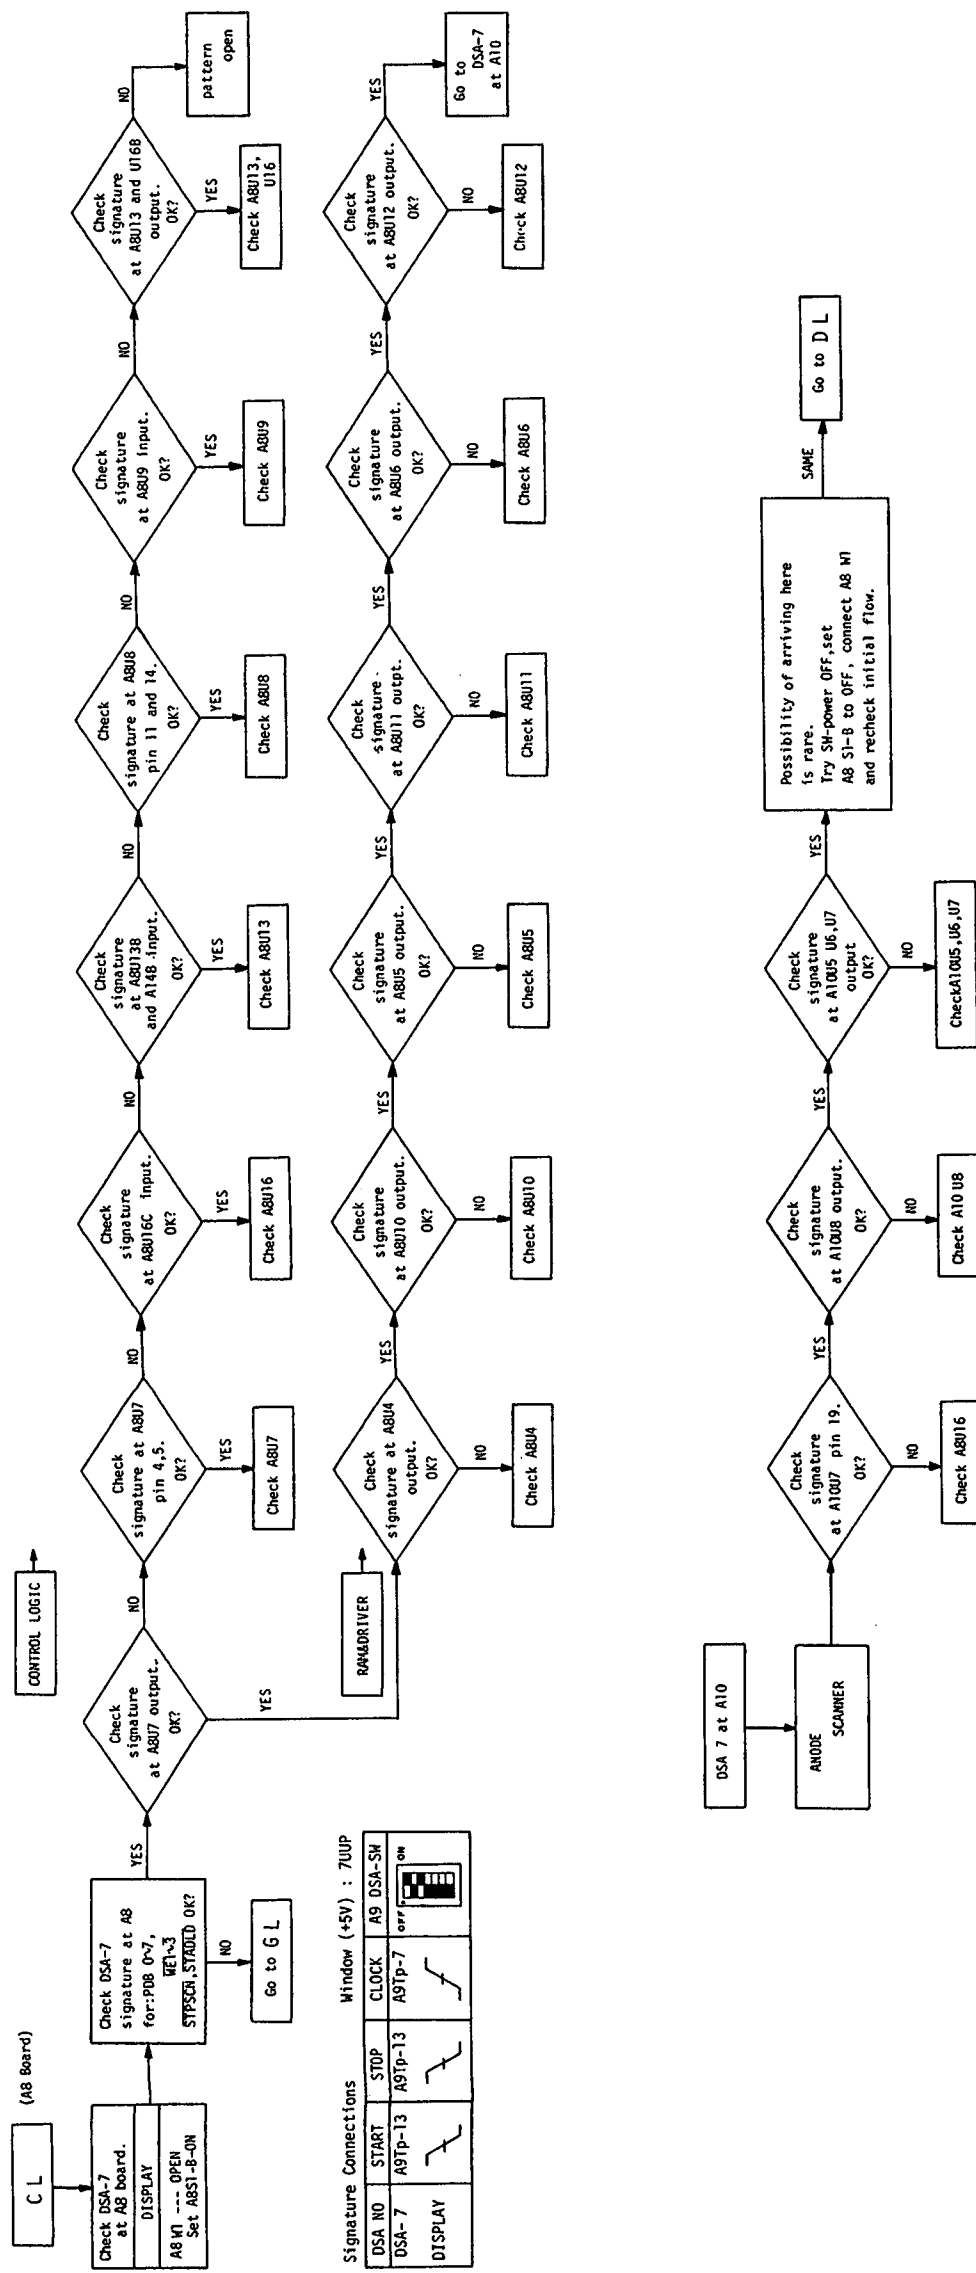 C L
(A8 Board)
Check DSA-7
at A8 board.
DISPLAY
A8 W1 --- OPEN
Set A8S1-B-ON
Check DSA-7
signature at A8
for:PDB 0~7,
WE1~3
STPSCN,STADLD OK?
YES
NO
Go to G L
CONTROL LOGIC
Check
signature
at A8U7 output.
OK?
NO
YES
Check
signature at A8U7
pin 4,5.
OK?
NO
YES
Check A8U7
Check
signature
at A8U16C input.
OK?
NO
YES
Check A8U16
Check
signature
at A8U13B
and A14B input.
OK?
NO
YES
Check A8U13
Check
signature at A8U8
pin 11 and 14.
OK?
NO
YES
Check A8U8
Check
signature
at A8U9 input.
OK?
NO
YES
Check A8U9
Check
signature
at A8U13 and U16B
output.
OK?
NO
YES
Check A8U13,
U16
pattern
open
RAM&DRIVER
Check
signature at A8U4
output.
OK?
YES
NO
Check A8U4
Check
signature
at A8U10 output.
OK?
YES
NO
Check A8U10
Check
signature
at A8U5 output.
OK?
YES
NO
Check A8U5
Check
signature
at A8U11 outpt.
OK?
YES
NO
Check A8U11
Check
signature
at A8U6 output.
OK?
YES
NO
Check A8U6
Check
signature
at A8U12 output.
OK?
YES
NO
Check A8U12
Go to
DSA-7
at A10
Signature Connections Window (+5V) : 7UUP
DSA NO START STOP CLOCK A9 DSA-SW
DSA-7 A9Tp-13 A9Tp-13 A9Tp-7 OFF ON
DISPLAY
DSA 7 at A10
ANODE
SCANNER
Check
signature
at A10U7 pin 19.
OK?
YES
NO
Check A8U16
Check
signature
at A10U8 output.
OK?
YES
NO
Check A10 U8
Check
signature
at A10U5 U6,U7
output
OK?
YES
NO
CheckA10U5,U6,U7
Possibility of arriving here
is rare.
Try SH-power OFF,set
A8 S1-B to OFF, connect A8 W1
and recheck initial flow.
SAME
Go to D L